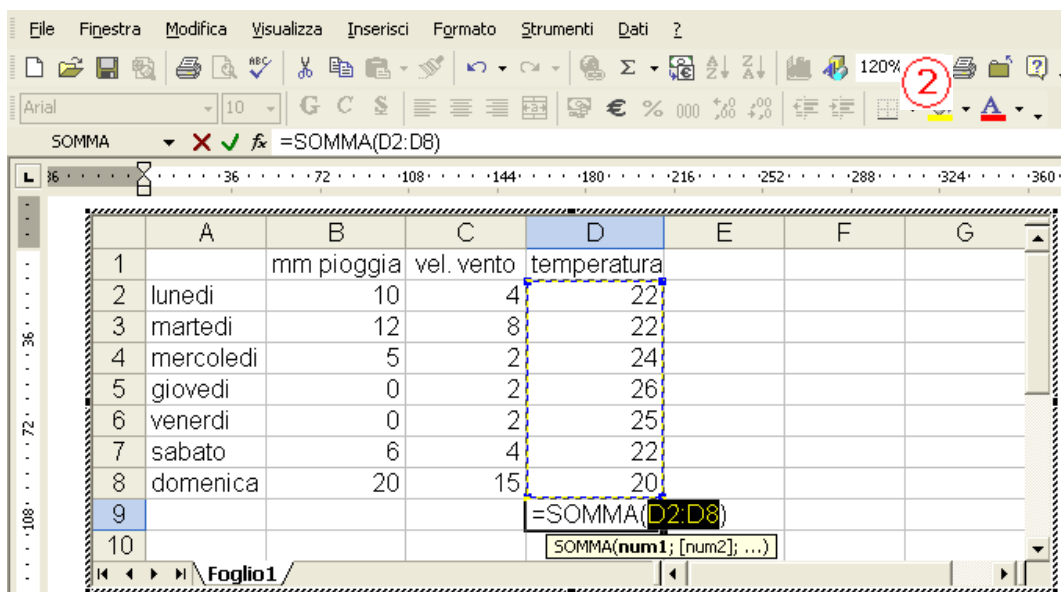 File Finestra Modifica Visualizza Inserisci Formato Strumenti Dati ?
ABC Σ 120% 2
Arial 10 G C S € % 000 A
SOMMA fx =SOMMA(D2:D8)
L 36 36 72 108 144 180 216 252 288 324 360
A B C D E F G
1 mm pioggia vel. vento temperatura
2 lunedi 10 4 22
3 martedi 12 8 22
4 mercoledi 5 2 24
5 giovedi 0 2 26
6 venerdi 0 2 25
7 sabato 6 4 22
8 domenica 20 15 20
9 =SOMMA(D2:D8)
10 SOMMA(num1; [num2]; ...)
Foglio1
36
72
108